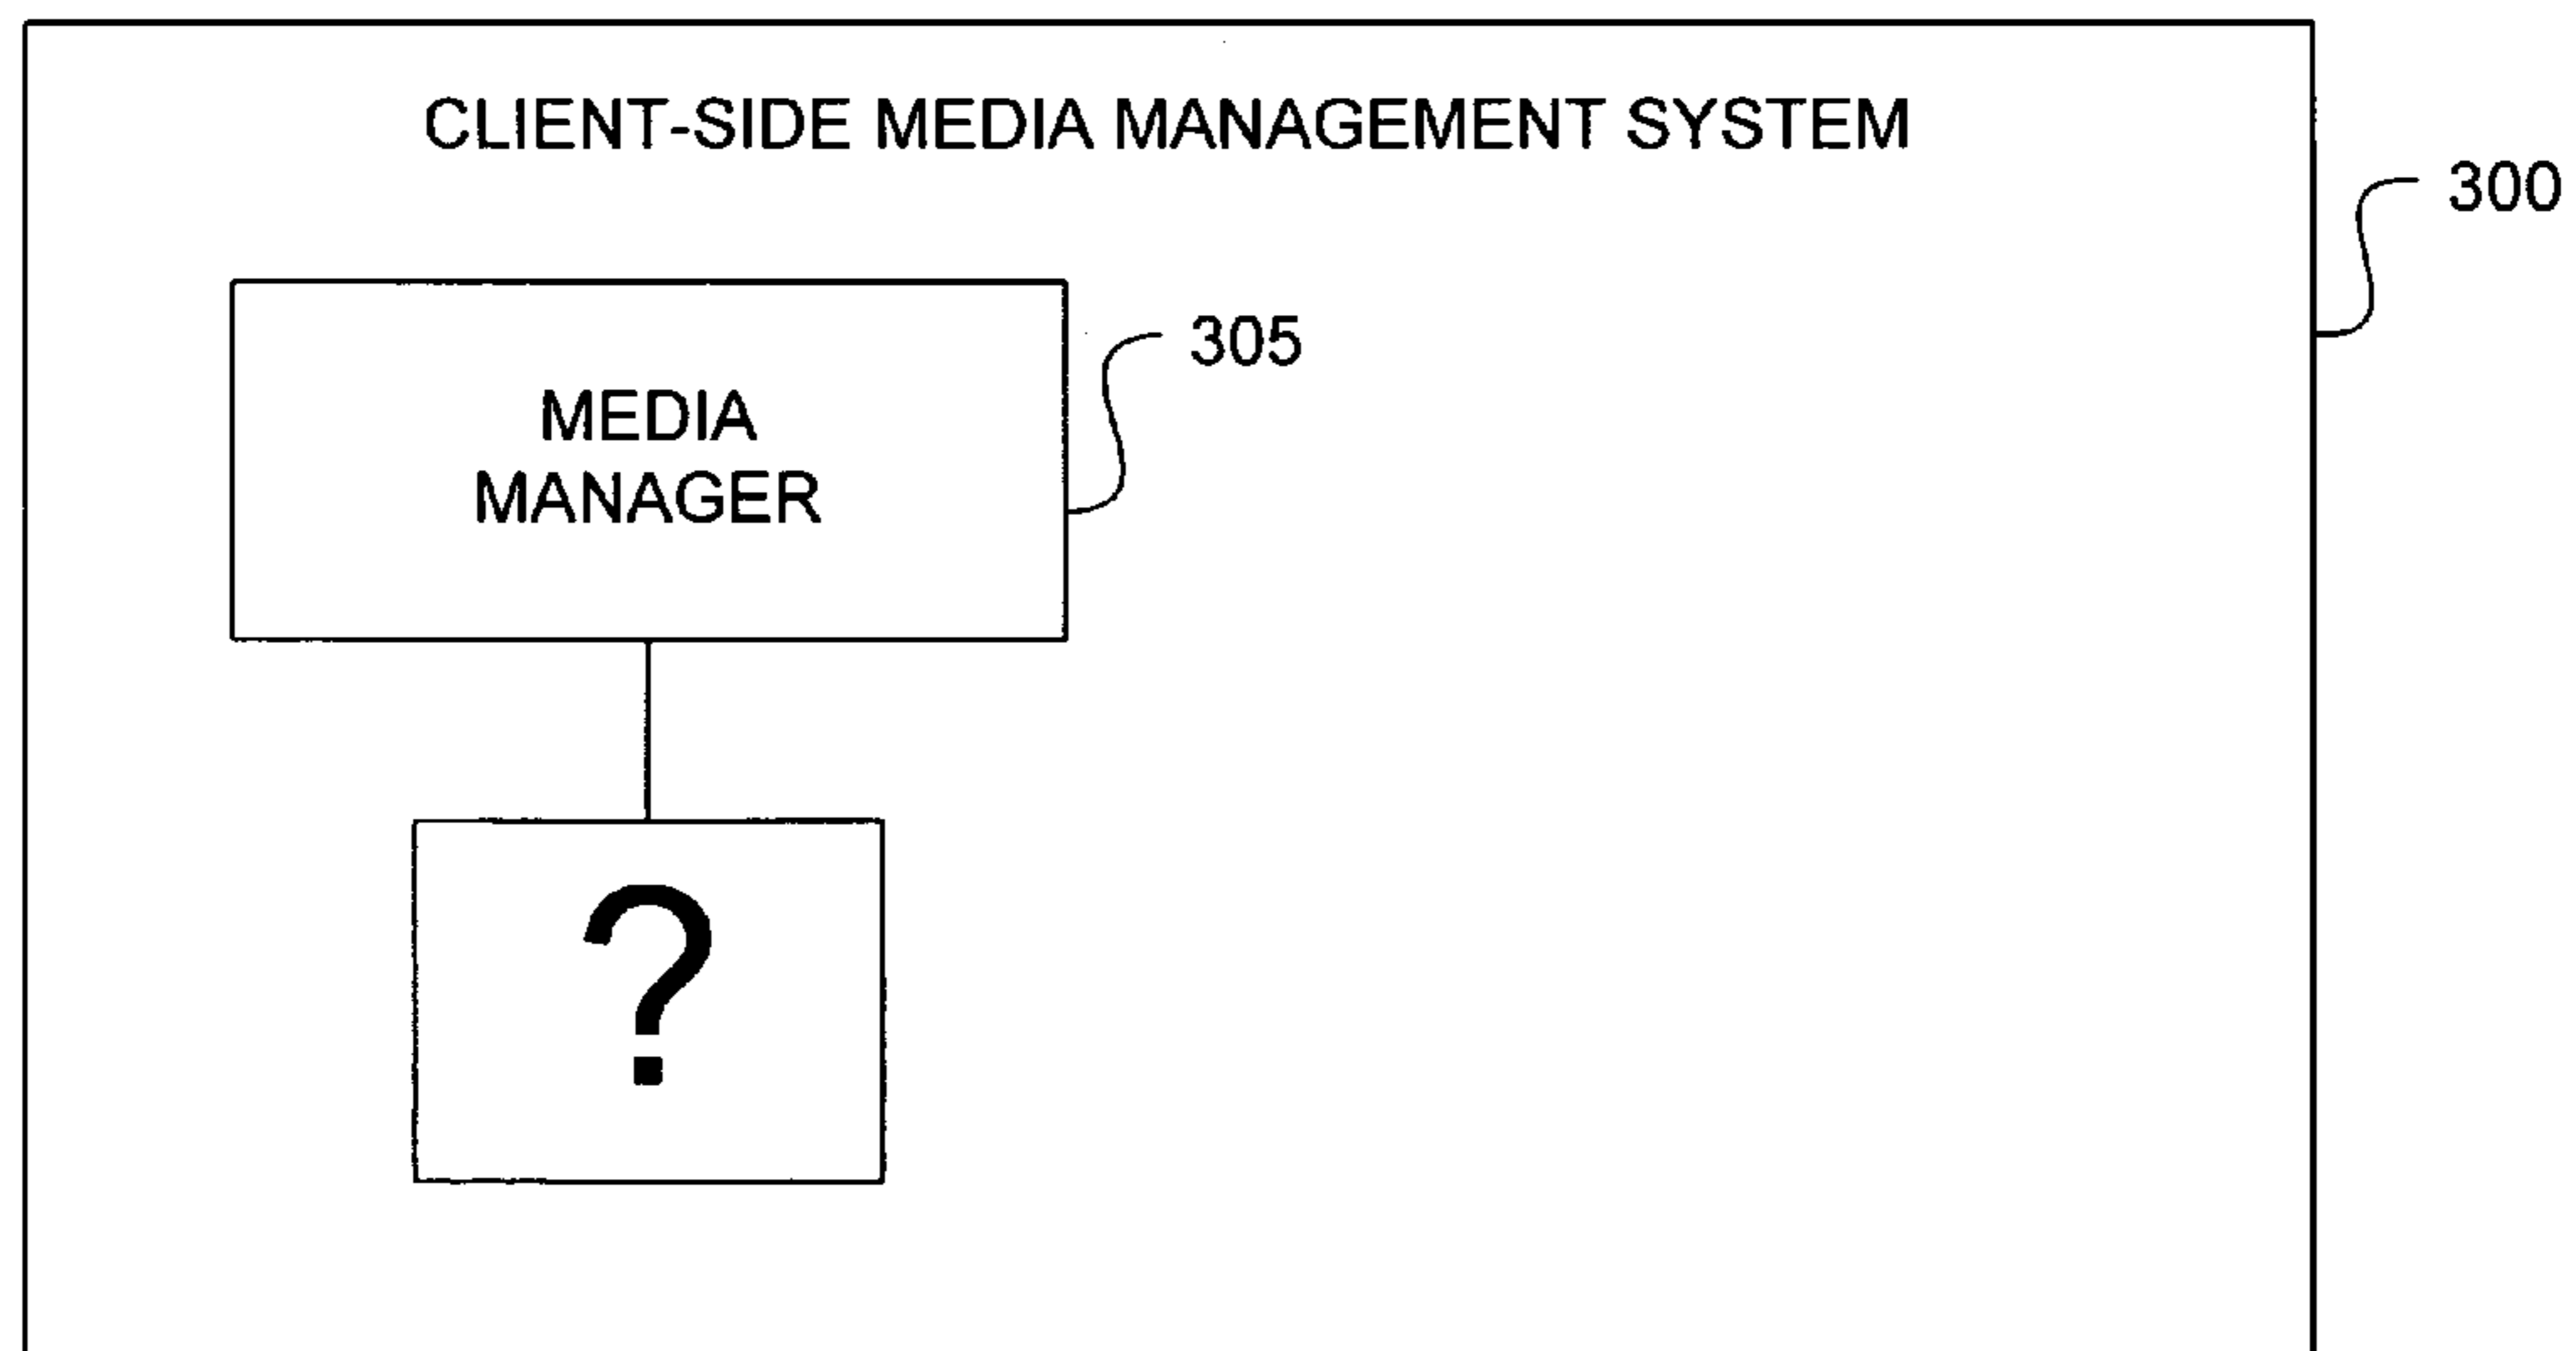 CLIENT-SIDE MEDIA MANAGEMENT SYSTEM
300
305
MEDIA
MANAGER
?